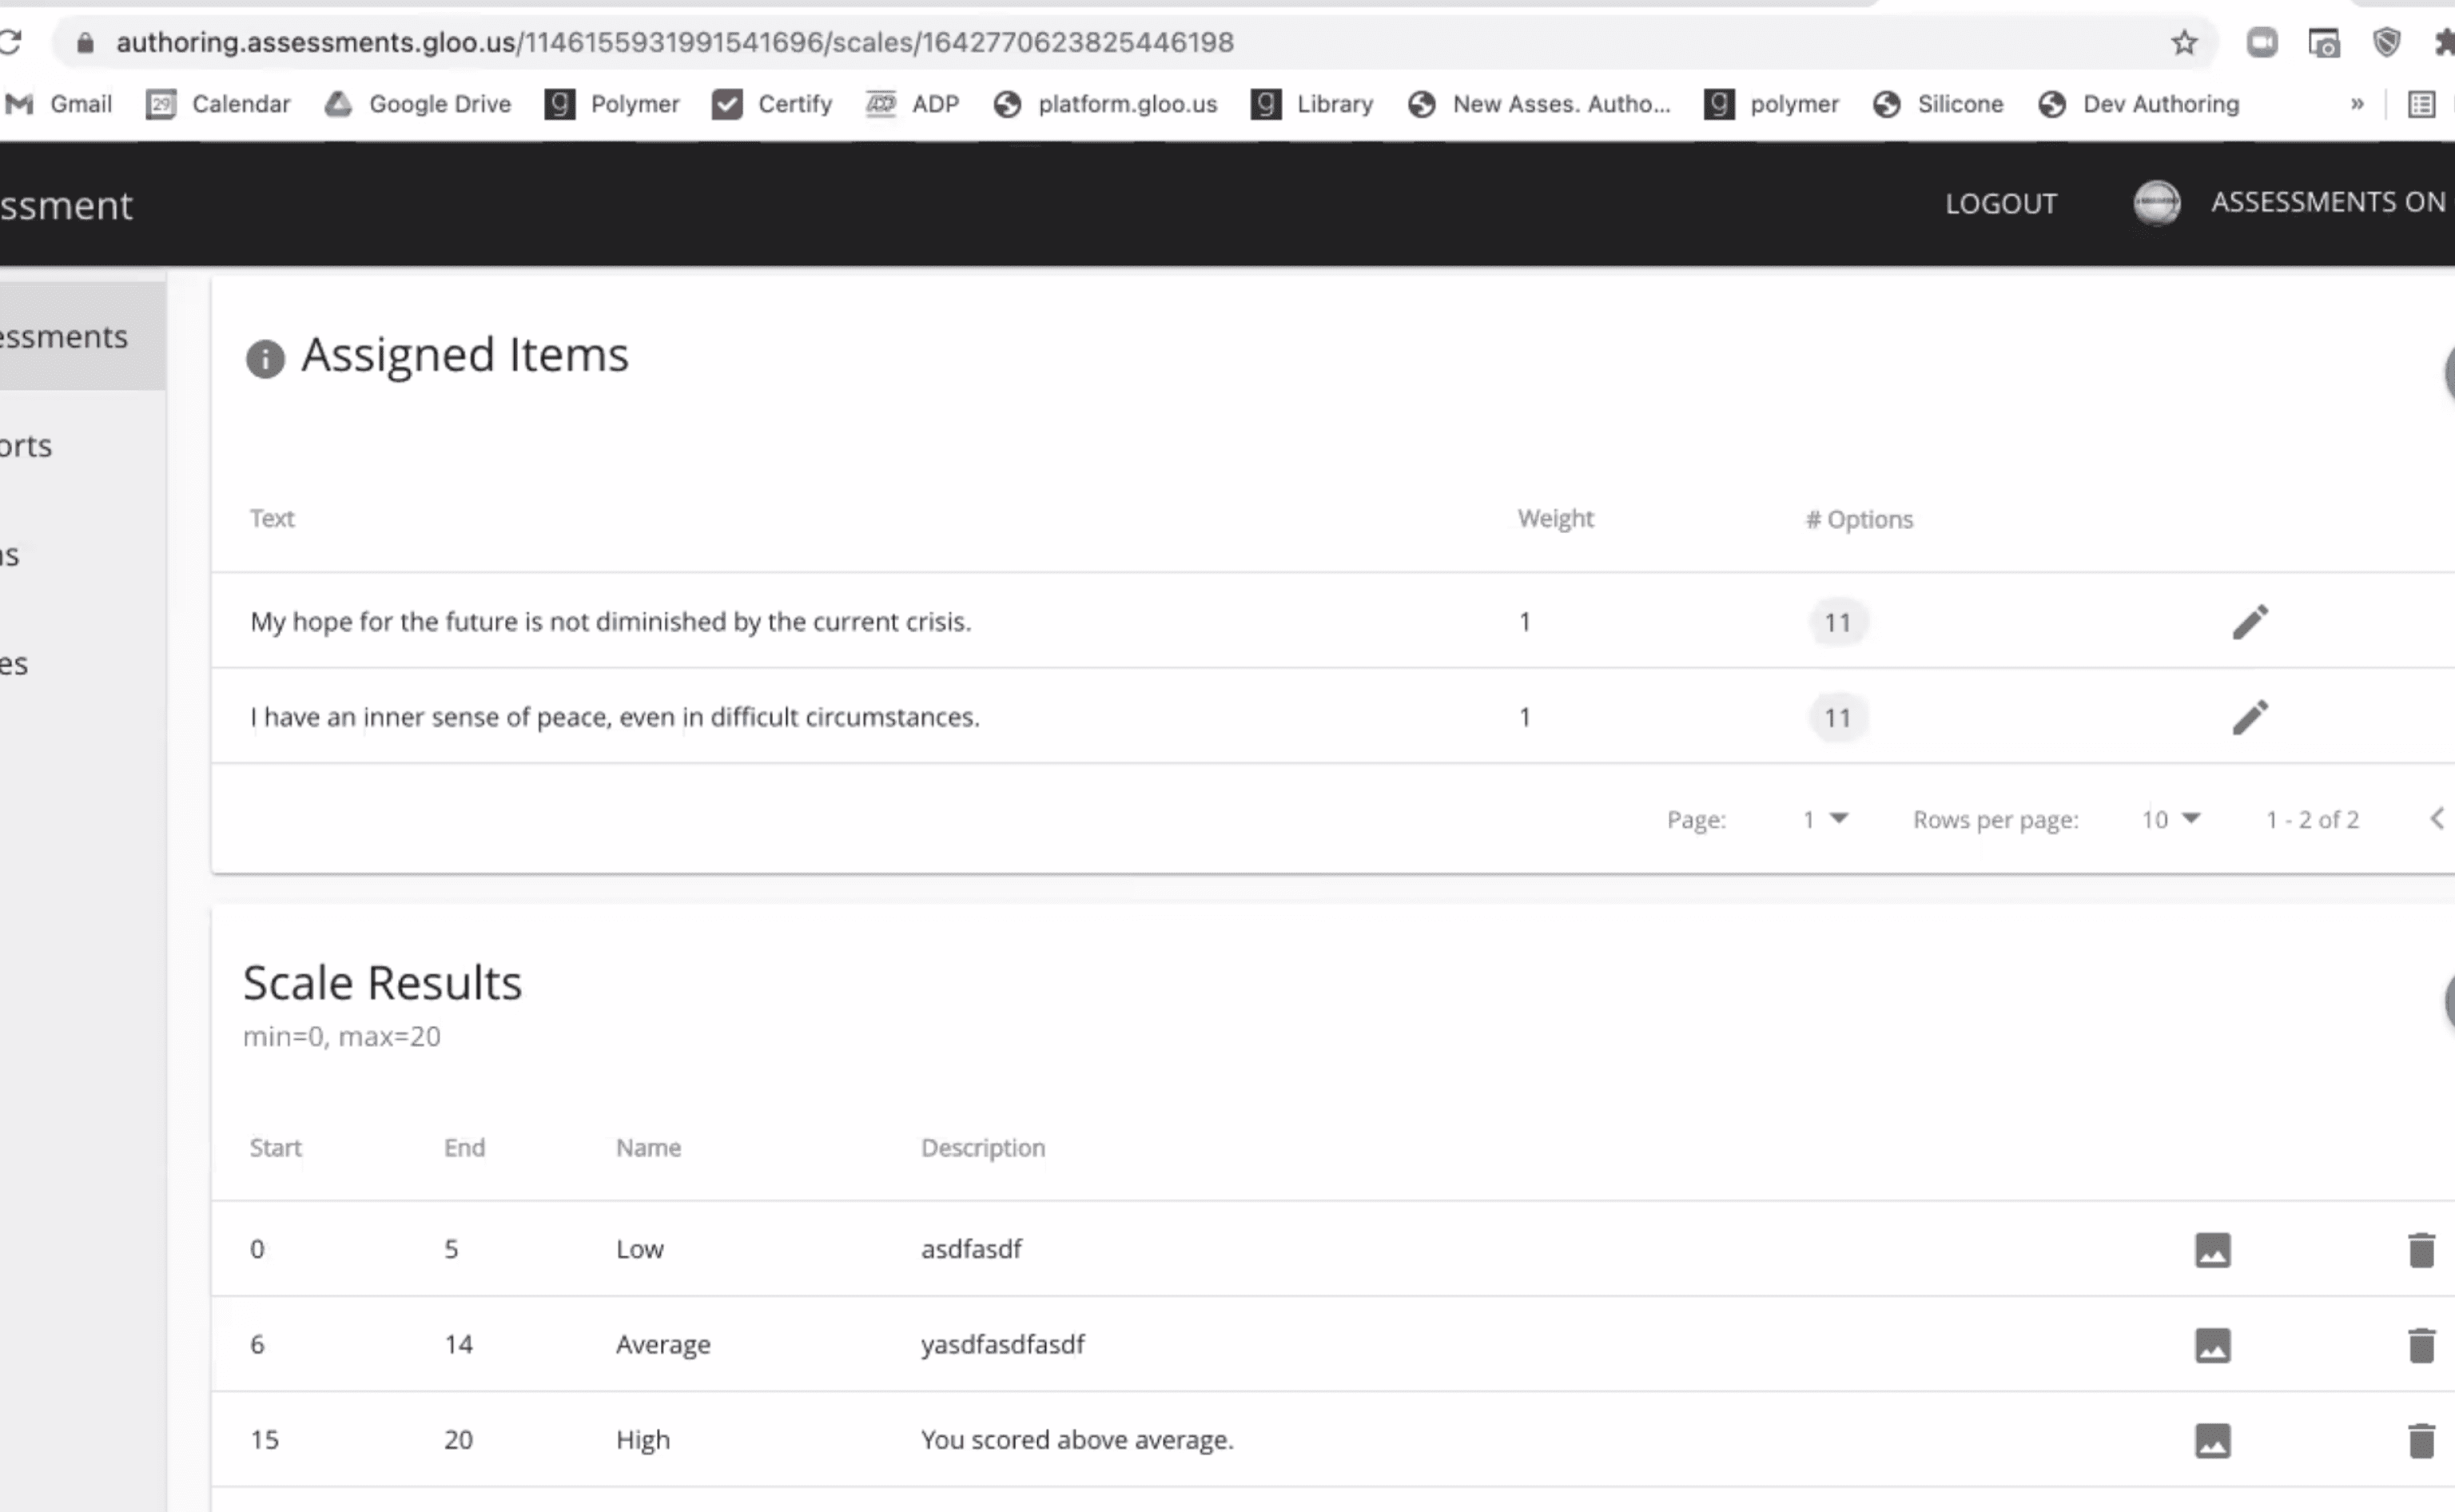 authoring.assessments.gloo.us/1146155931991541696/scales/1642770623825446198
Gmail 29 Calendar Google Drive g Polymer Certify ADP ADP platform.gloo.us g Library New Asses. Autho... g polymer Silicone Dev Authoring »
ssment LOGOUT ASSESSMENTS ON
essments
orts
ns
es
Assigned Items
Text Weight # Options
My hope for the future is not diminished by the current crisis. 1 11
I have an inner sense of peace, even in difficult circumstances. 1 11
Page: 1 Rows per page: 10 1 - 2 of 2
Scale Results
min=0, max=20
Start End Name Description
0 5 Low asdfasdf
6 14 Average yasdfasdfasdf
15 20 High You scored above average.